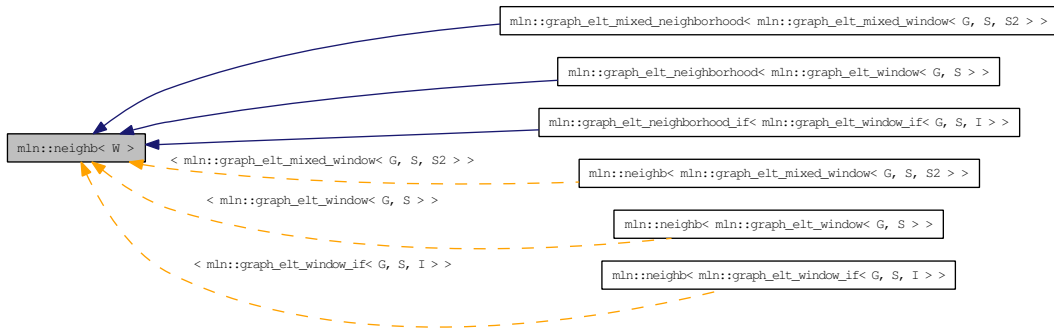 mln::graph_elt_mixed_neighborhood< mln::graph_elt_mixed_window< G, S, S2 > >
mln::graph_elt_neighborhood< mln::graph_elt_window< G, S > >
mln::graph_elt_neighborhood_if< mln::graph_elt_window_if< G, S, I > >
mln::neighb< W >
< mln::graph_elt_mixed_window< G, S, S2 > >
mln::neighb< mln::graph_elt_mixed_window< G, S, S2 > >
< mln::graph_elt_window< G, S > >
mln::neighb< mln::graph_elt_window< G, S > >
< mln::graph_elt_window_if< G, S, I > >
mln::neighb< mln::graph_elt_window_if< G, S, I > >